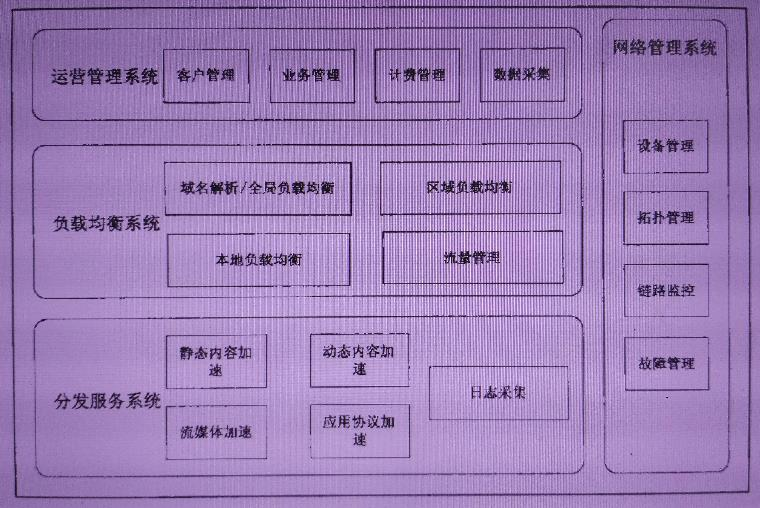 运营管理系统
客户管理
业务管理
计费管理
数据采集
负载均衡系统
域名解析/全局负载均衡
区域负载均衡
本地负载均衡
流量管理
分发服务系统
静态内容加
速
动态内容加
速
流媒体加速
应用协议加
速
日志采集
网络管理系统
设备管理
拓扑管理
链路监控
故障管理